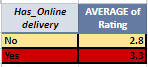 Has_Online delivery AVERAGE of Rating
No 2.8
Yes 3.3